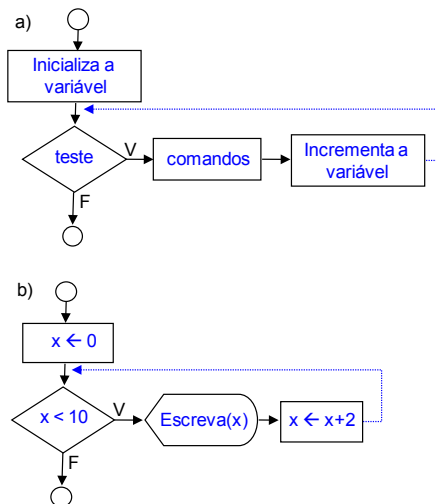 a)
Inicializa a
variável
teste
V
comandos
Incrementa a
variável
F
b)
x ← 0
x < 10
V
Escreva(x)
x ← x+2
F